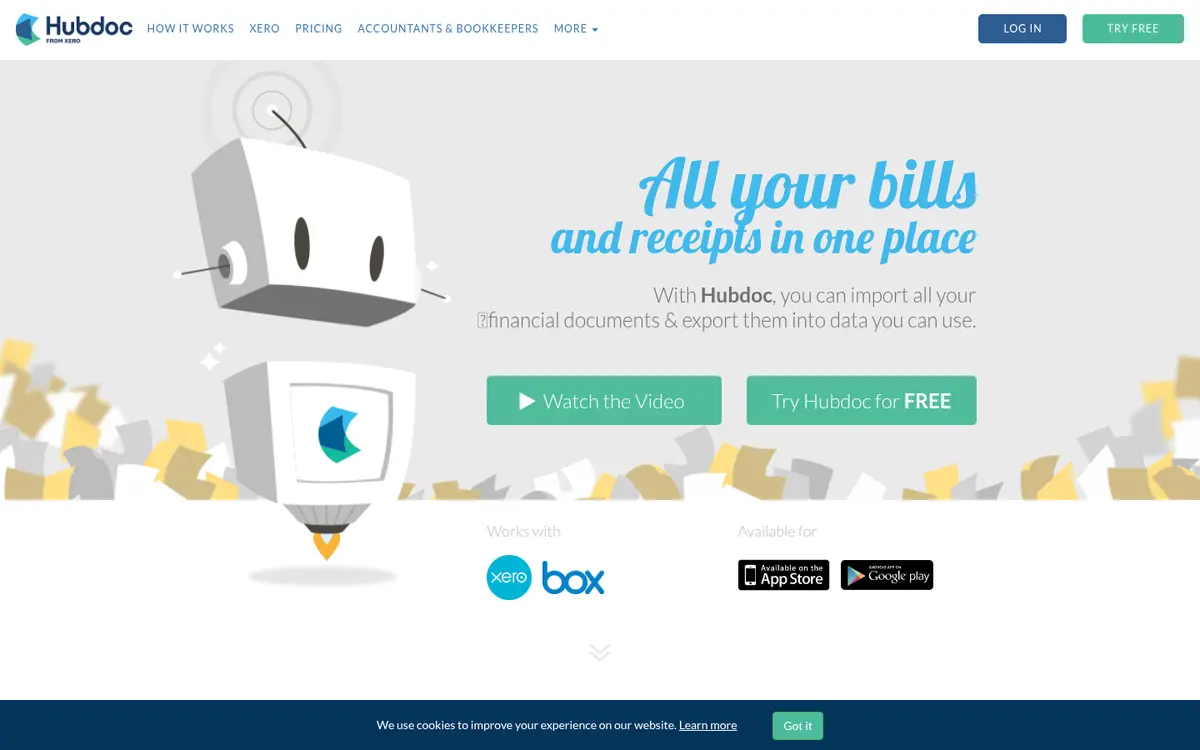 Hubdoc
FROM XERO
HOW IT WORKS
XERO
PRICING
ACCOUNTANTS & BOOKKEEPERS
MORE
LOG IN
TRY FREE
All your bills
and receipts in one place
With Hubdoc, you can import all your
financial documents & export them into data you can use.
Watch the Video
Try Hubdoc for FREE
Works with
Available for
xero
box
Available on the
App Store
ANDROID APP ON
Google play
We use cookies to improve your experience on our website. Learn more
Got it